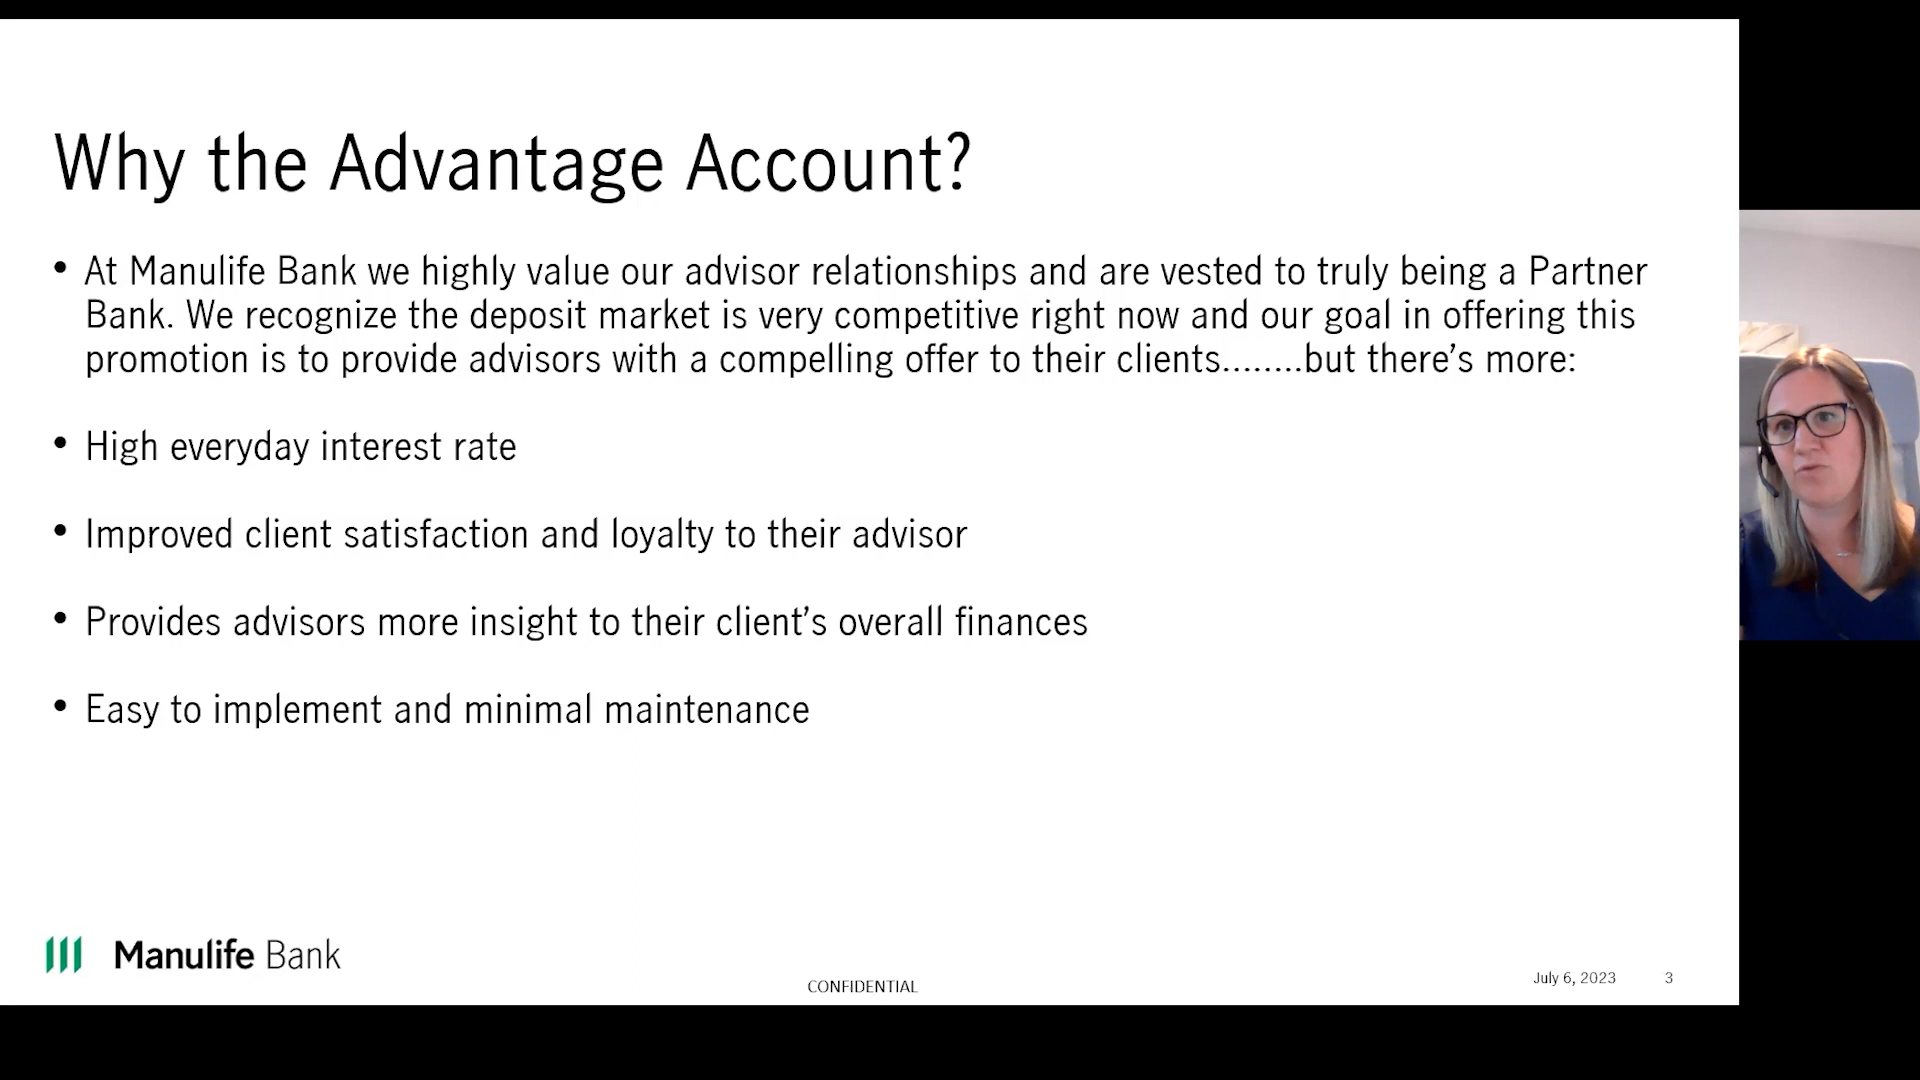 Why the Advantage Account?
• At Manulife Bank we highly value our advisor relationships and are vested to truly being a Partner
Bank. We recognize the deposit market is very competitive right now and our goal in offering this
promotion is to provide advisors with a compelling offer to their clients........but there’s more:
• High everyday interest rate
• Improved client satisfaction and loyalty to their advisor
• Provides advisors more insight to their client’s overall finances
• Easy to implement and minimal maintenance
Manulife Bank
CONFIDENTIAL
July 6, 2023
3